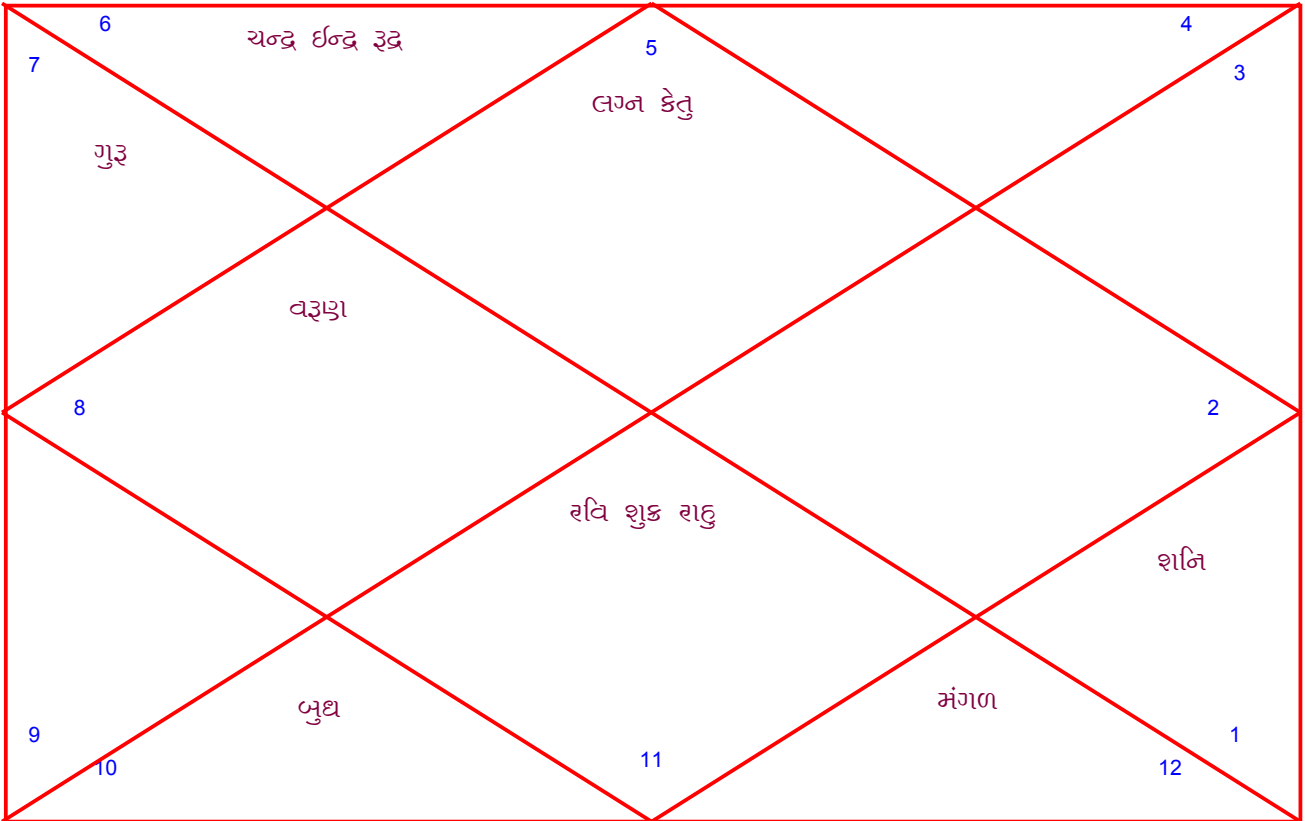 6
ચન્દ્ર ઈન્દ્ર રૂદ્ર
5
4
7
3
લગ્ન કેતુ
ગુરૂ
વરૂણ
8
2
રવિ શુક્ર રાહુ
શનિ
બુધ
મંગળ
9
10
11
12
1